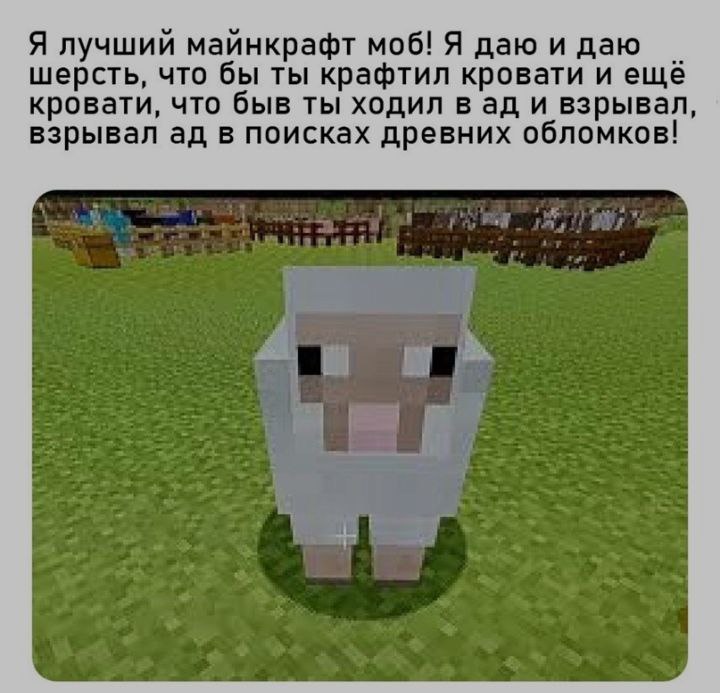 Я лучший майнкрафт моб! Я даю и даю
шерсть, что бы ты крафтил кровати и ещё
кровати, что быв ты ходил в ад и взрывал,
взрывал ад в поисках древних обломков!